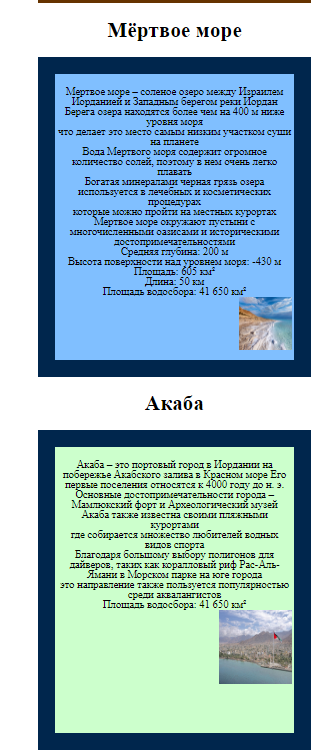 Мёртвое море
Мертвое море – соленое озеро между Израилем
Иорданией и Западным берегом реки Иордан
Берега озера находятся более чем на 400 м ниже
уровня моря
что делает это место самым низким участком суши
на планете
Вода Мертвого моря содержит огромное
количество солей, поэтому в нем очень легко
плавать
Богатая минералами черная грязь озера
используется в лечебных и косметических
процедурах
которые можно пройти на местных курортах
Мертвое море окружают пустыни с
многочисленными оазисами и историческими
достопримечательностями
Средняя глубина: 200 м
Высота поверхности над уровнем моря: -430 м
Площадь: 605 км²
Длина: 50 км
Площадь водосбора: 41 650 км²
Акаба
Акаба – это портовый город в Иордании на
побережье Акабского залива в Красном море Его
первые поселения относятся к 4000 году до н. э.
Основные достопримечательности города –
Мамлюкский форт и Археологический музей
Акаба также известна своими пляжными
курортами
где собирается множество любителей водных
видов спорта
Благодаря большому выбору полигонов для
дайверов, таких как коралловый риф Рас-Аль-
Ямани в Морском парке на юге города
это направление также пользуется популярностью
среди аквалангистов
Площадь водосбора: 41 650 км²